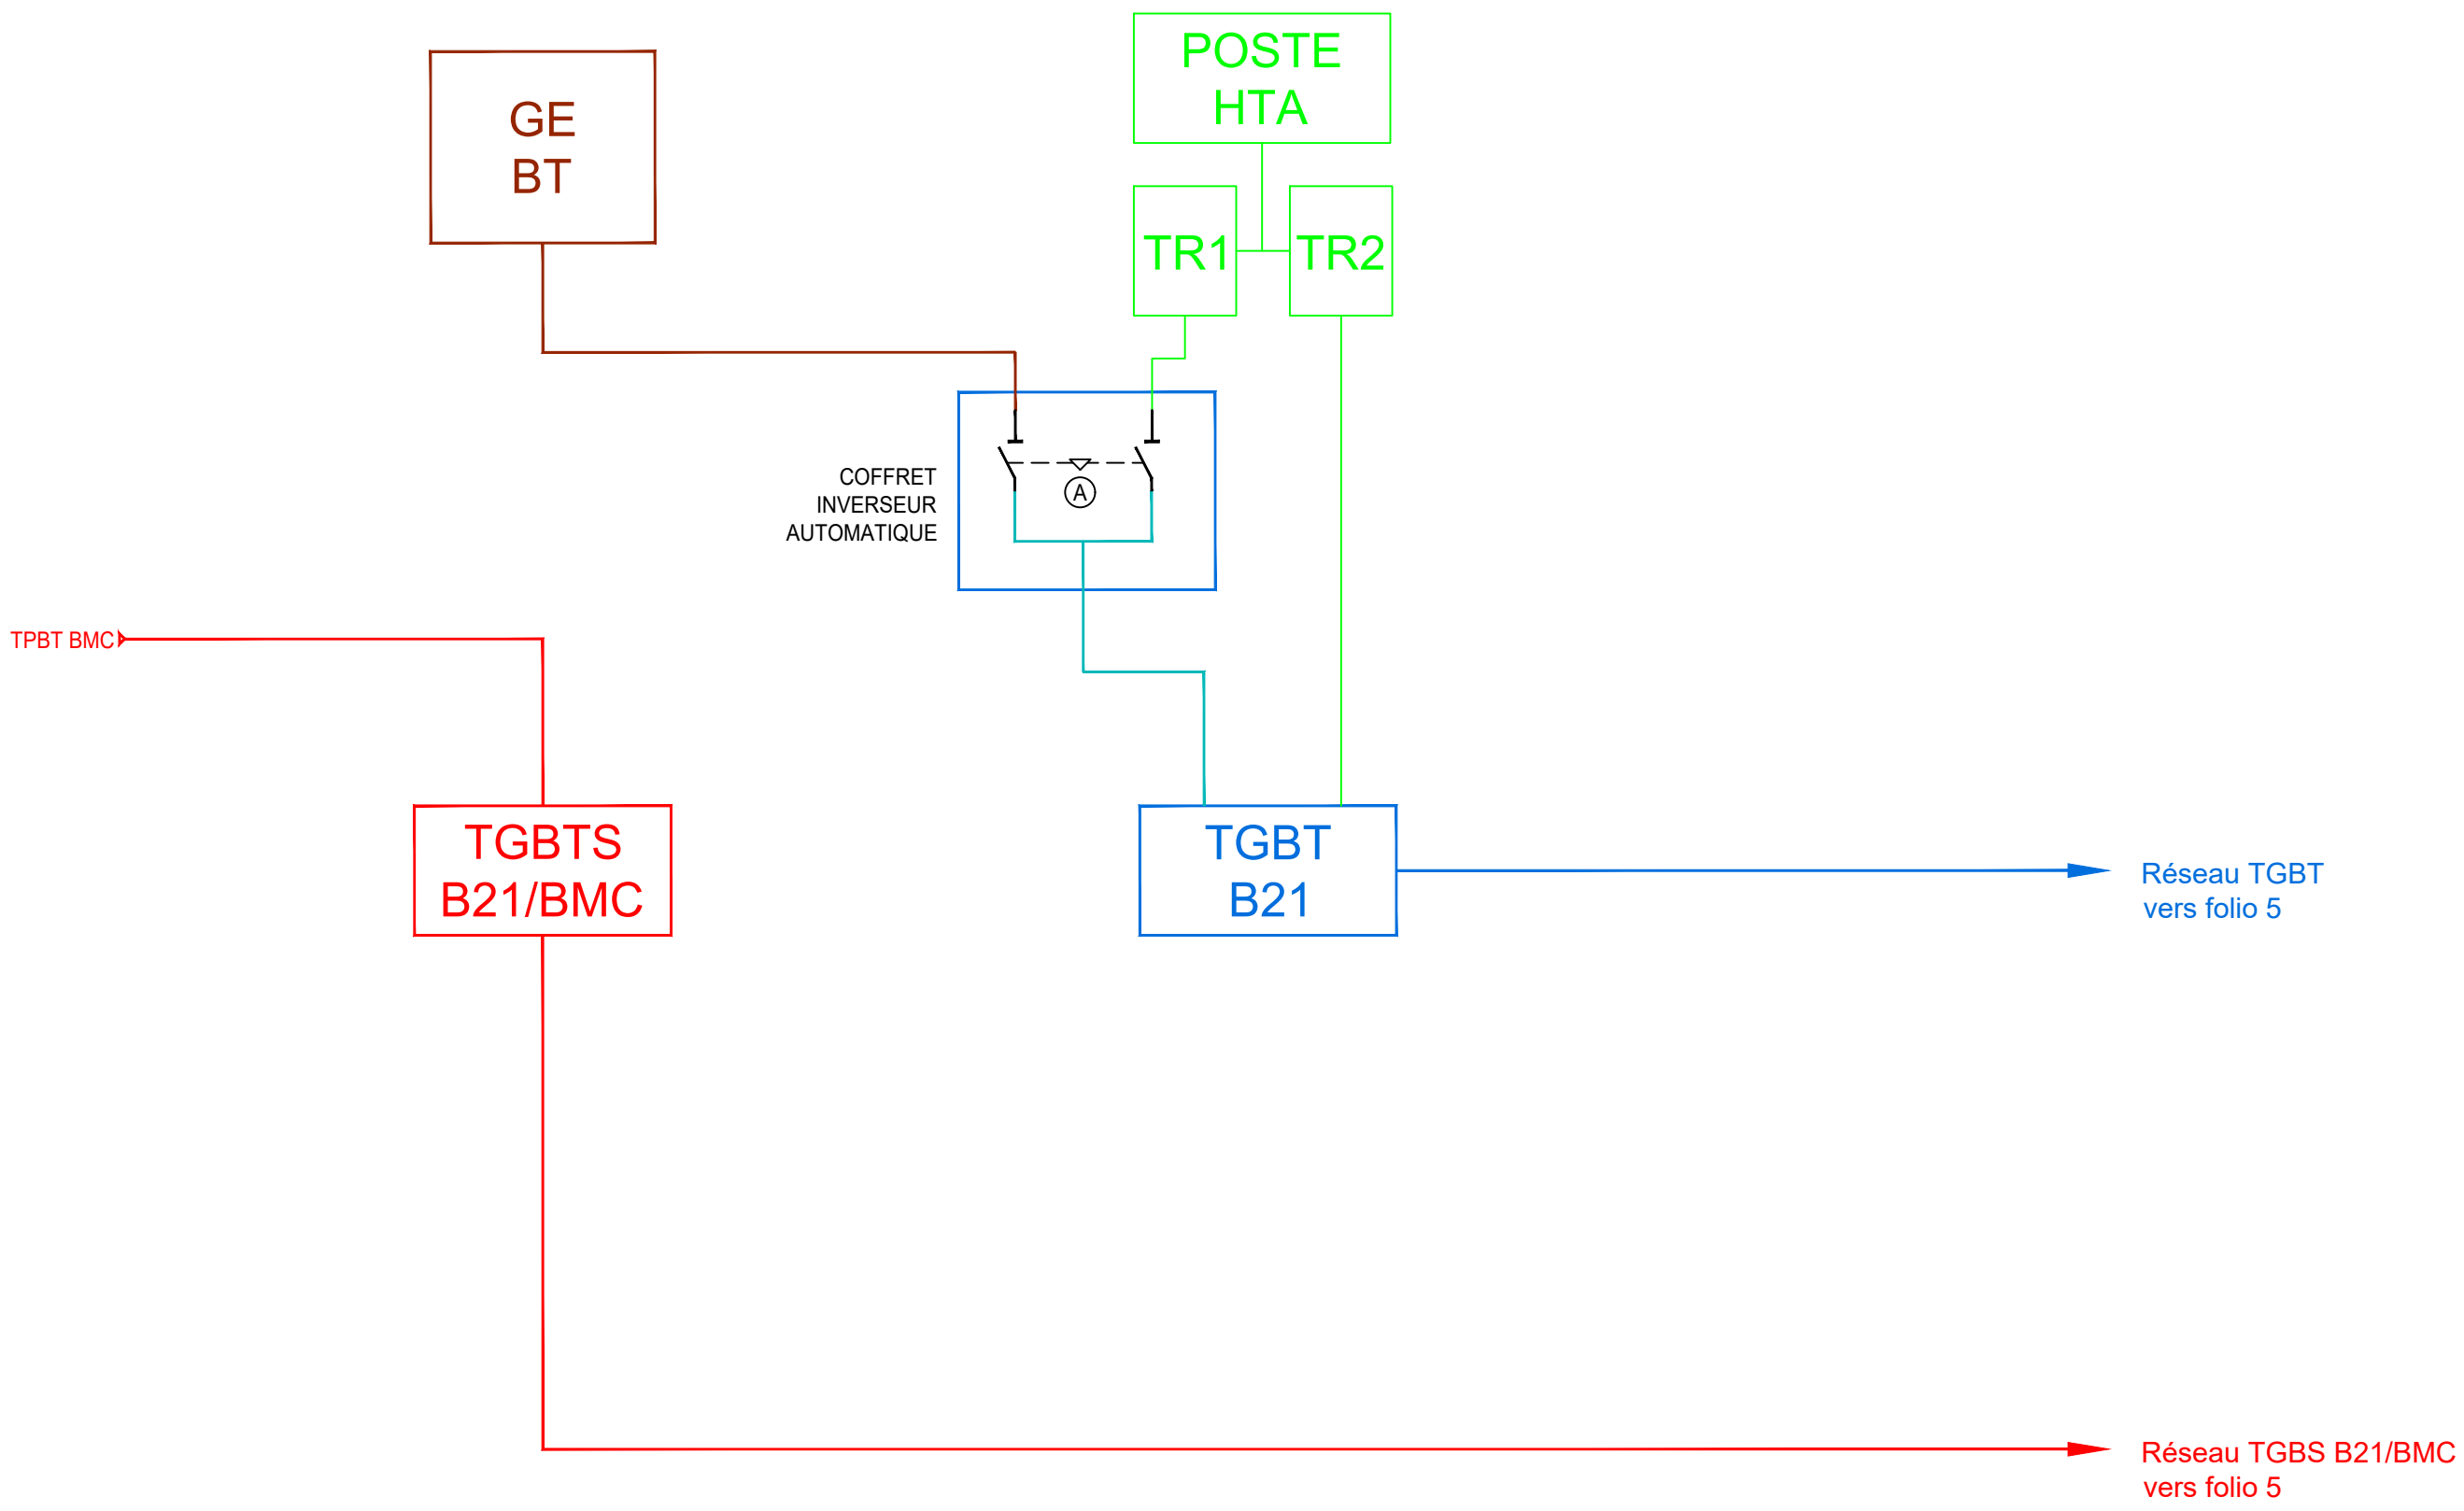 POSTE
HTA
GE
BT
TR1
TR2
COFFRET
INVERSEUR
AUTOMATIQUE
A
TPBT BMC
TGBTS
B21/BMC
TGBT
B21
Réseau TGBT
vers folio 5
Réseau TGBS B21/BMC
vers folio 5